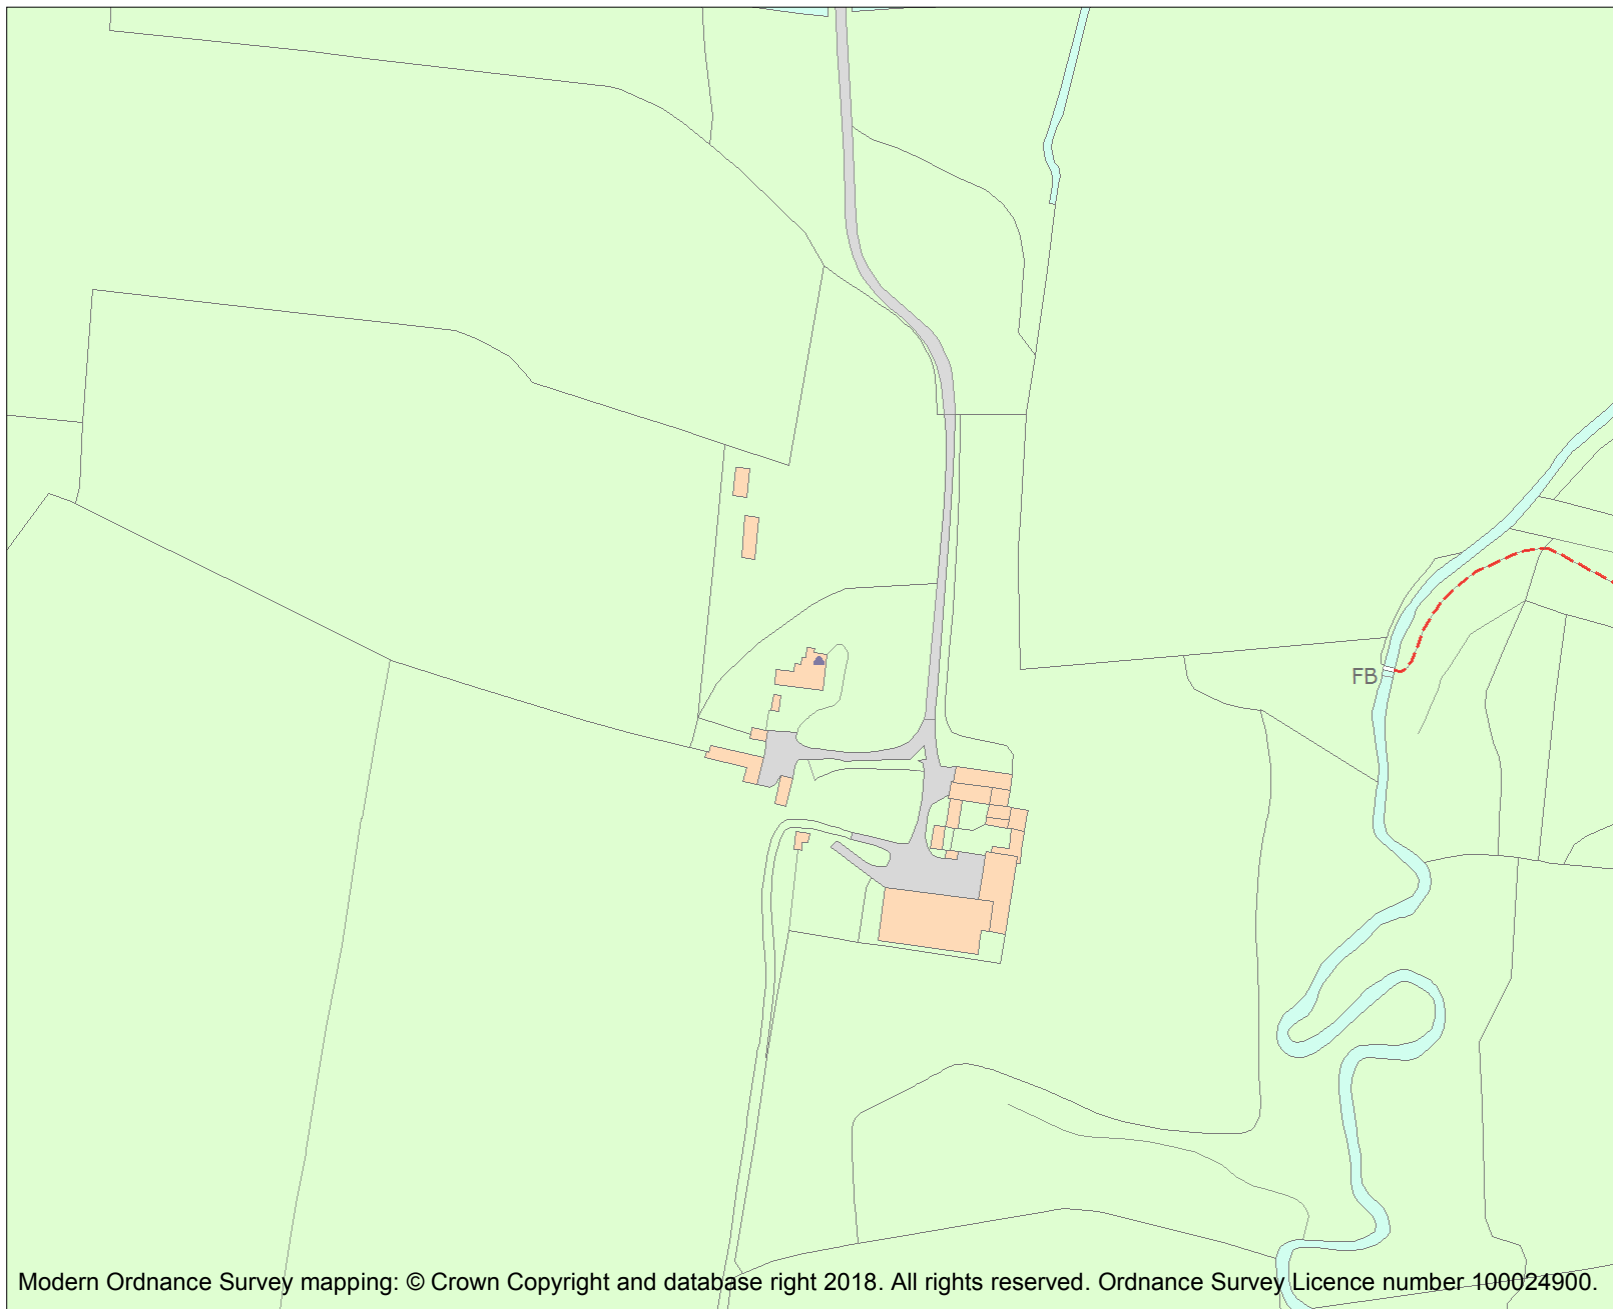 FB
Modern Ordnance Survey mapping: © Crown Copyright and database right 2018. All rights reserved. Ordnance Survey Licence number 100024900.